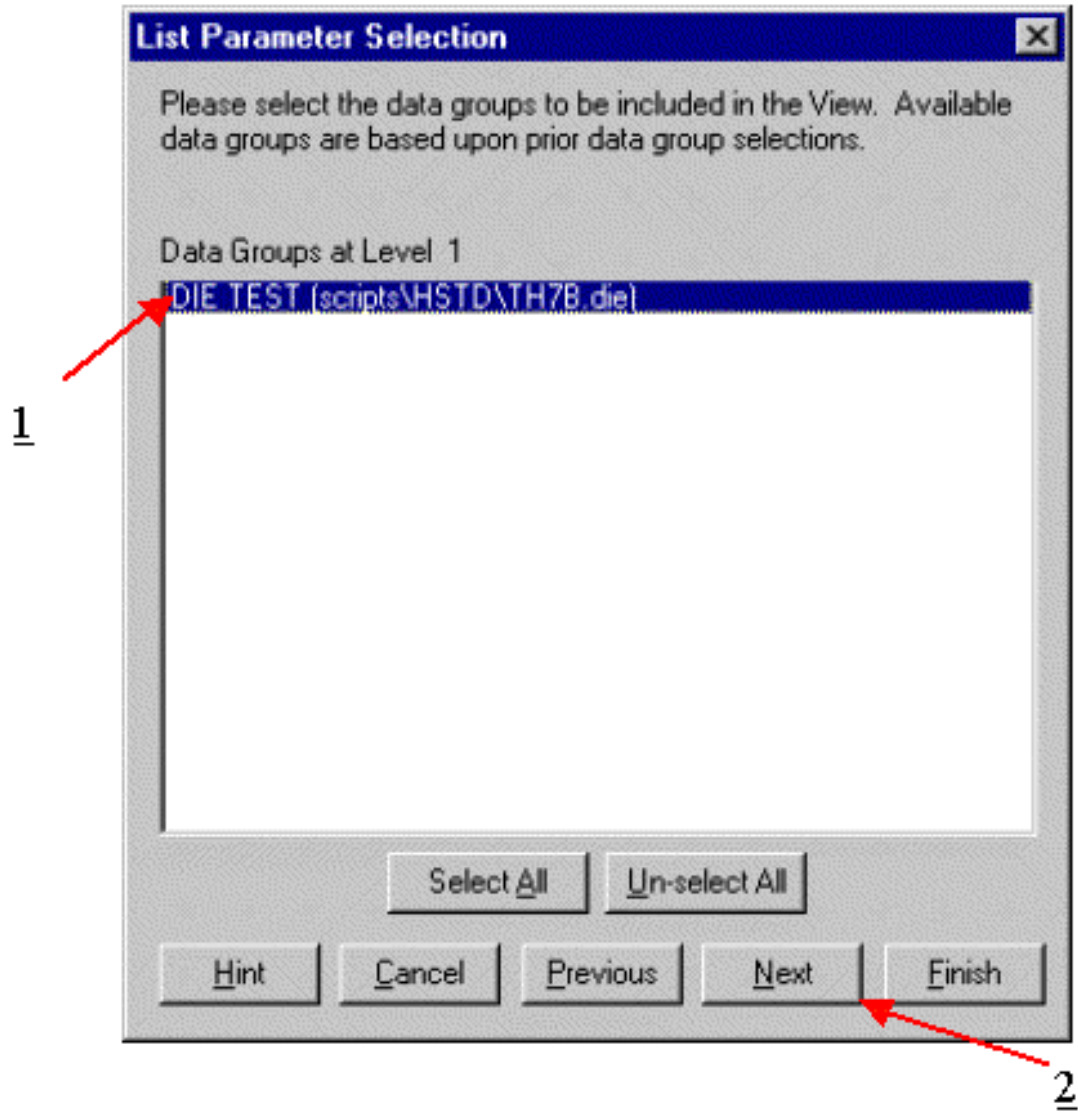 List Parameter Selection
Please select the data groups to be included in the View. Available
data groups are based upon prior data group selections.
Data Groups at Level 1
DIE TEST (scripts\HSTD\TH7B.die)
1
Select All
Un-select All
Hint
Cancel
Previous
Next
Finish
2